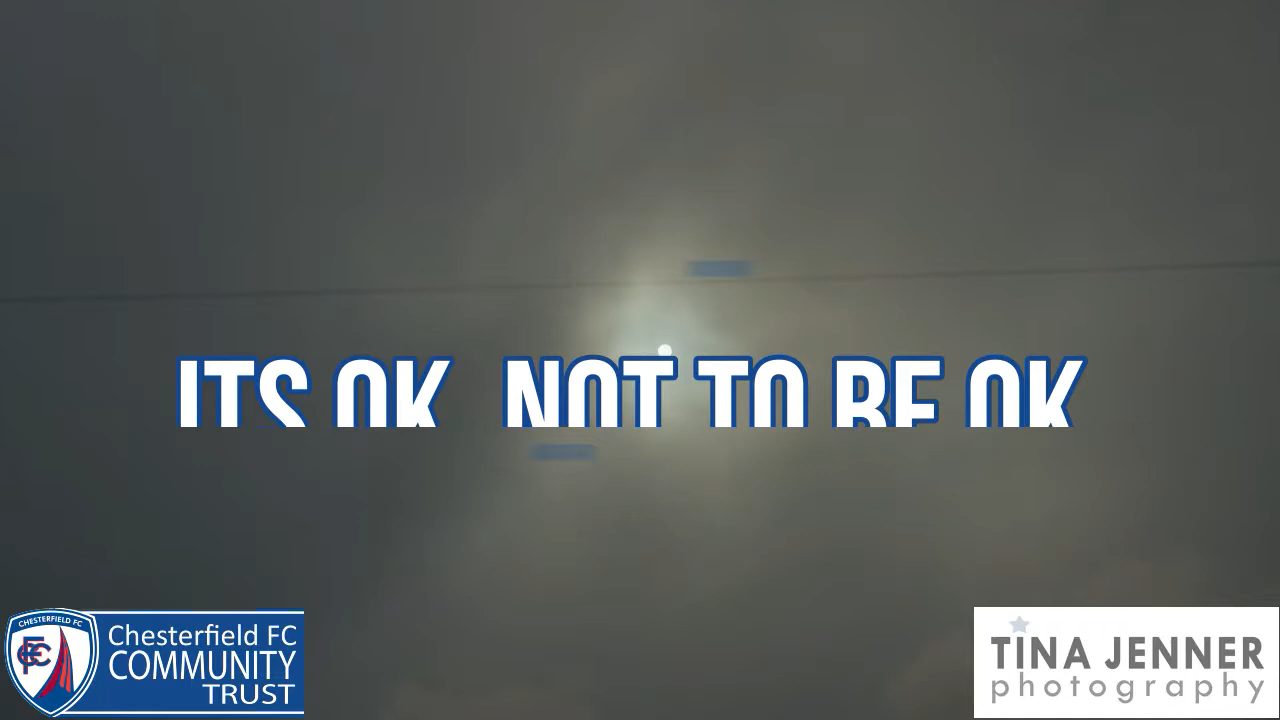 ITS OK NOT TO BE OK
CHESTERFIELD FC
Chesterfield FC
COMMUNITY
TRUST
TINA JENNER
photography